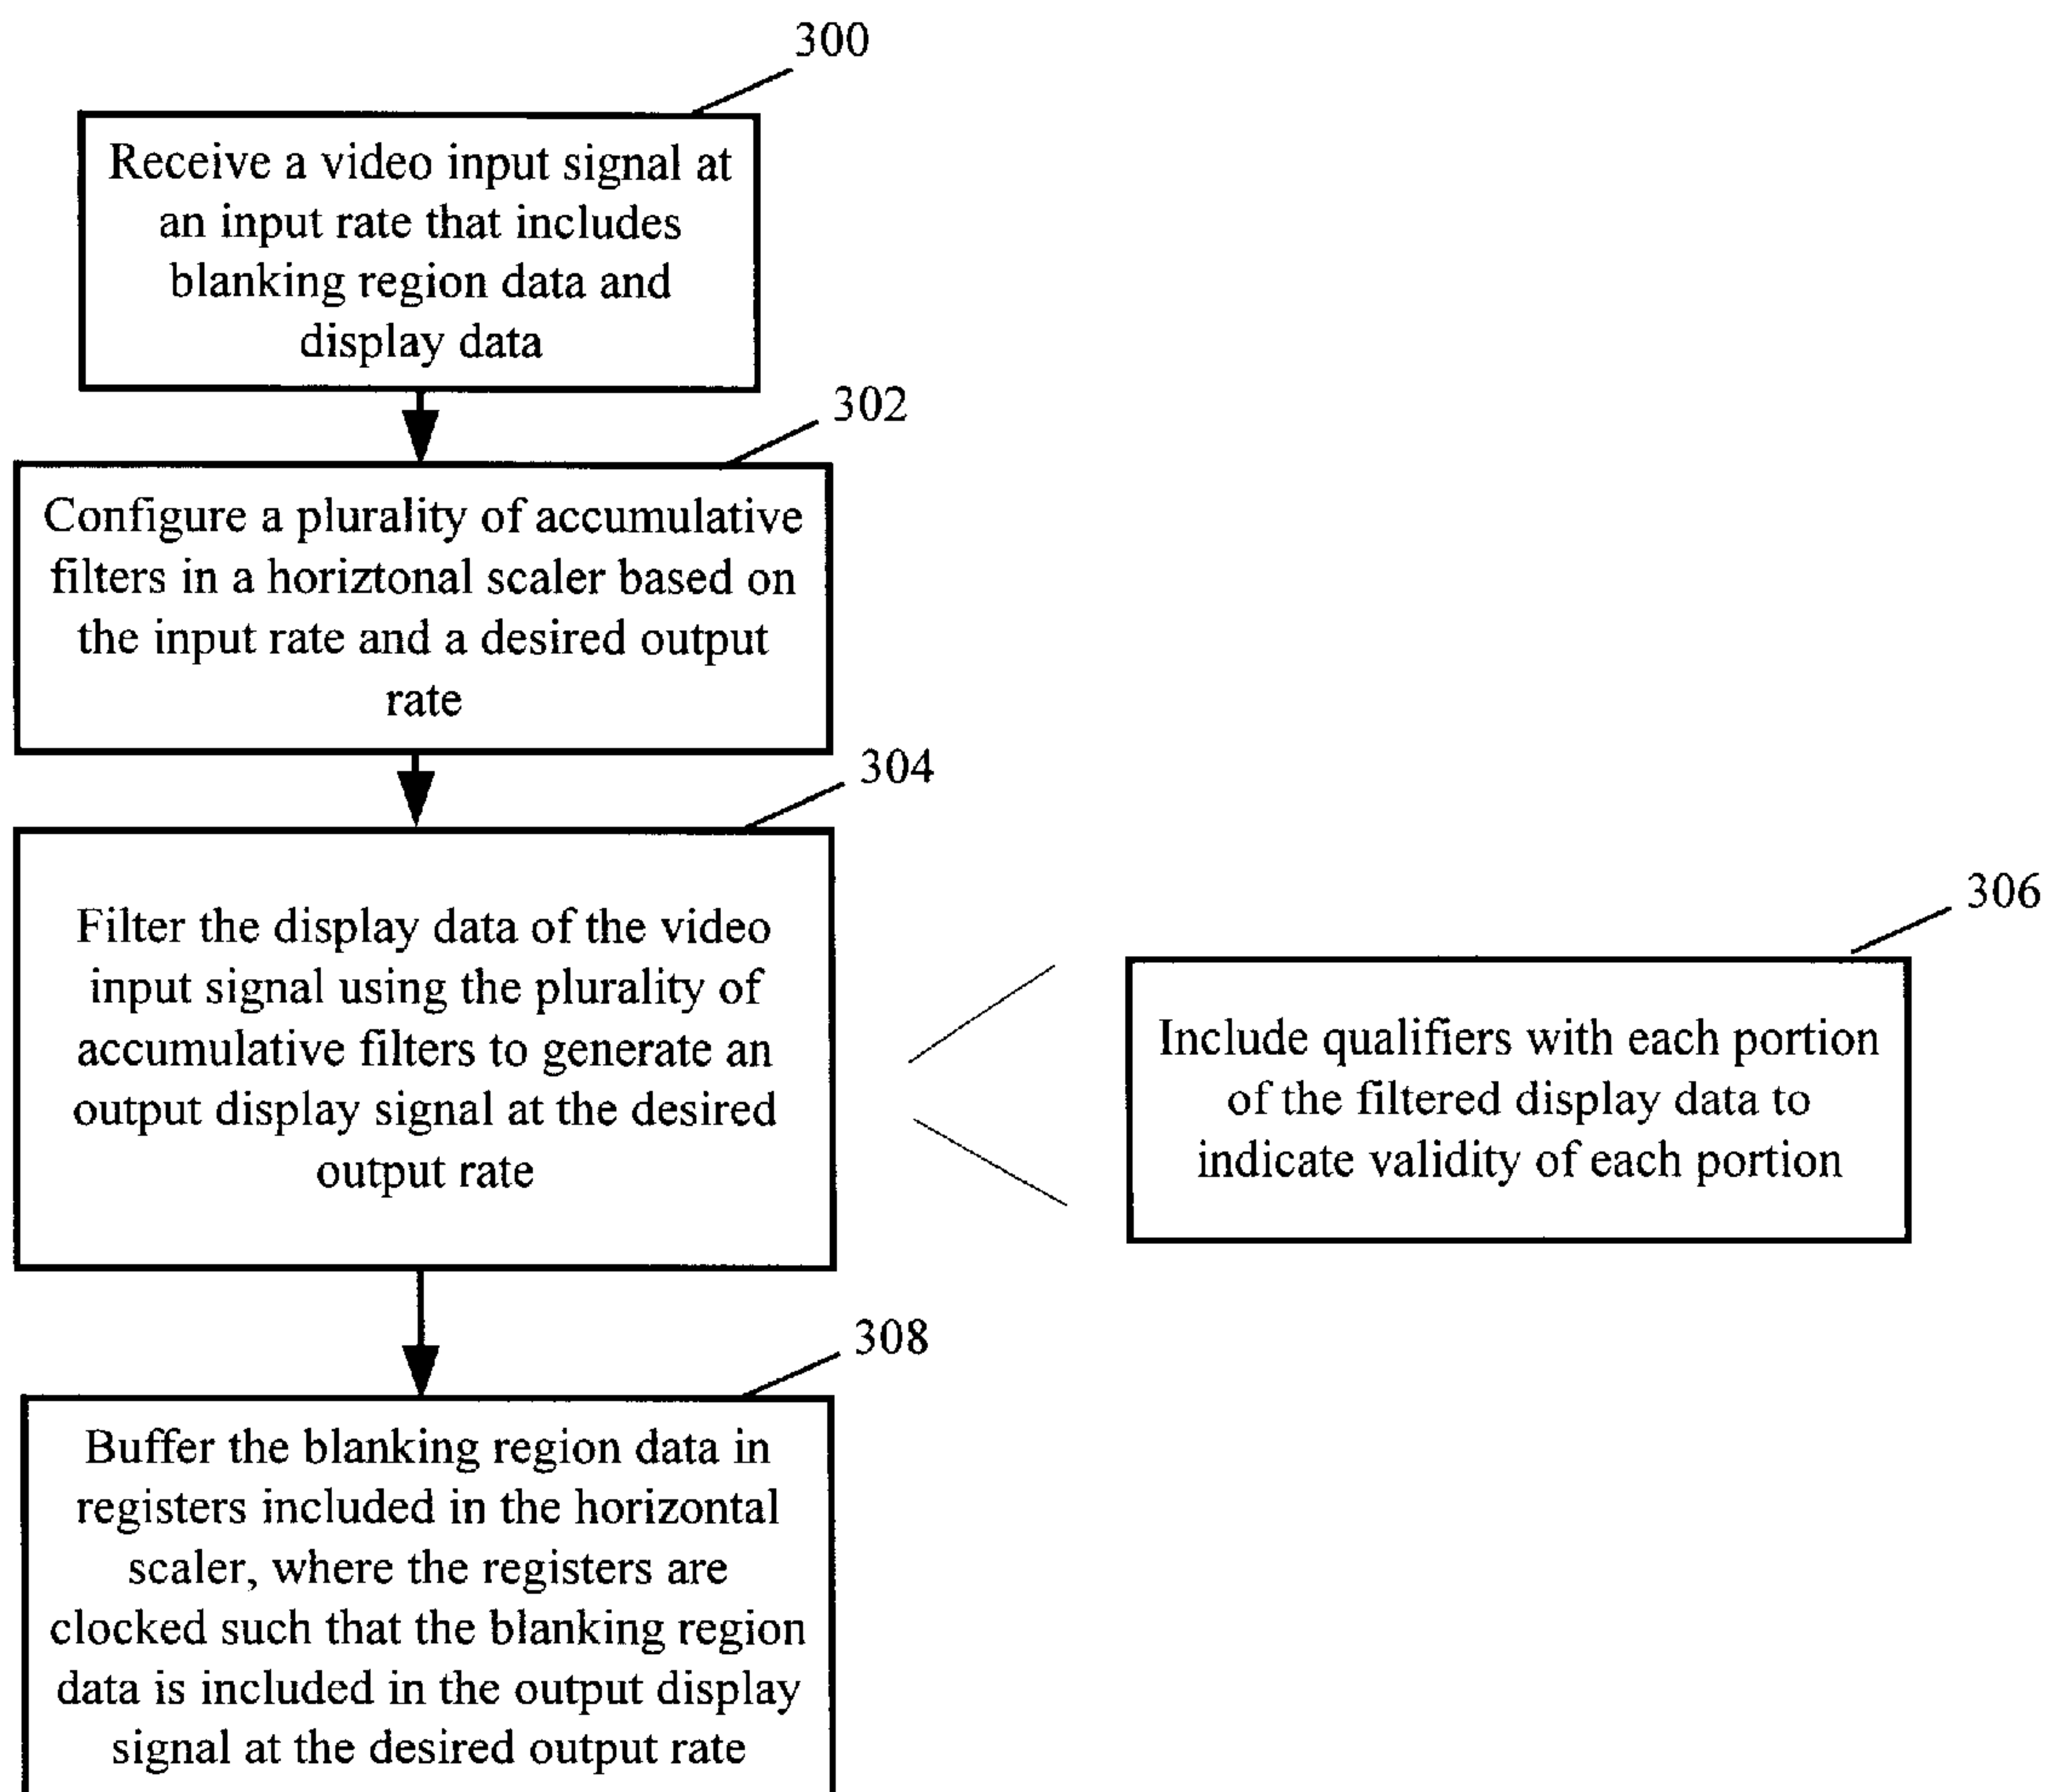 300
Receive a video input signal at
an input rate that includes
blanking region data and
display data
302
Configure a plurality of accumulative
filters in a horiztonal scaler based on
the input rate and a desired output
rate
304
Filter the display data of the video
input signal using the plurality of
accumulative filters to generate an
output display signal at the desired
output rate
306
Include qualifiers with each portion
of the filtered display data to
indicate validity of each portion
308
Buffer the blanking region data in
registers included in the horizontal
scaler, where the registers are
clocked such that the blanking region
data is included in the output display
signal at the desired output rate